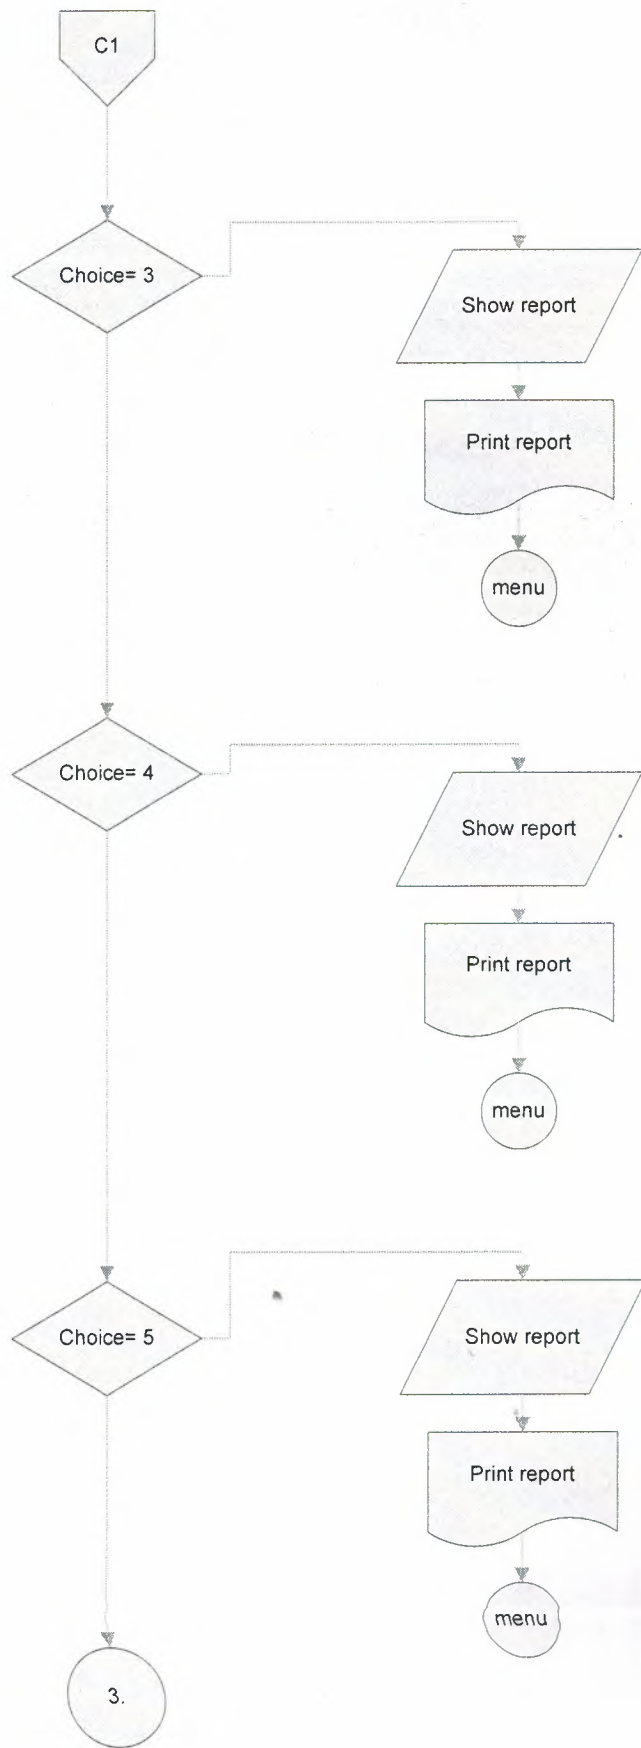 C1
Choice= 3
Show report
Print report
menu
Choice= 4
Show report
Print report
menu
Choice= 5
Show report
Print report
menu
3.